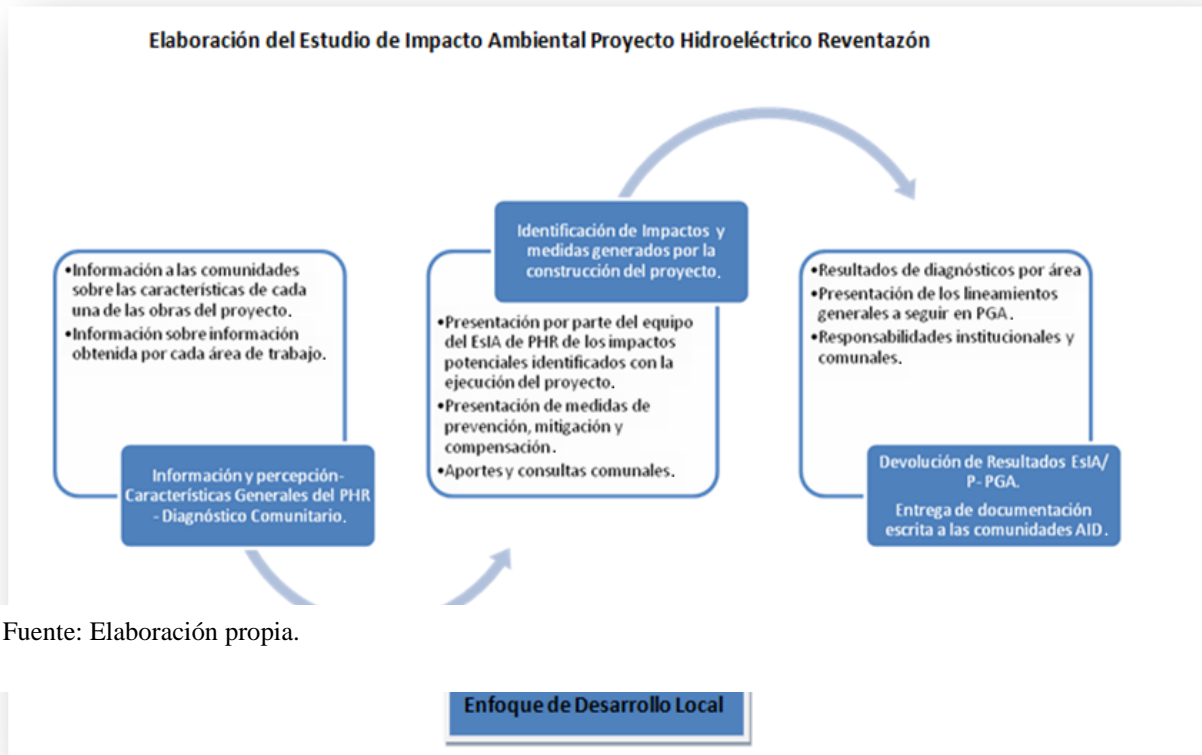 Elaboración del Estudio de Impacto Ambiental Proyecto Hidroeléctrico Reventazón
•Información a las comunidades
sobre las características de cada
una de las obras del proyecto.
•Información sobre información
obtenida por cada área de trabajo.
Información y percepción-
Características Generales del PHR
- Diagnóstico Comunitario.
Identificación de Impactos y
medidas generados por la
construcción del proyecto.
•Presentación por parte del equipo
del EsIA de PHR de los impactos
potenciales identificados con la
ejecución del proyecto.
•Presentación de medidas de
prevención, mitigación y
compensación.
•Aportes y consultas comunales.
•Resultados de diagnósticos por área
•Presentación de los lineamientos
generales a seguir en PGA.
•Responsabilidades institucionales y
comunales.
Devolución de Resultados EsIA/
P- PGA.
Entrega de documentación
escrita a las comunidades AID.
Fuente: Elaboración propia.
Enfoque de Desarrollo Local